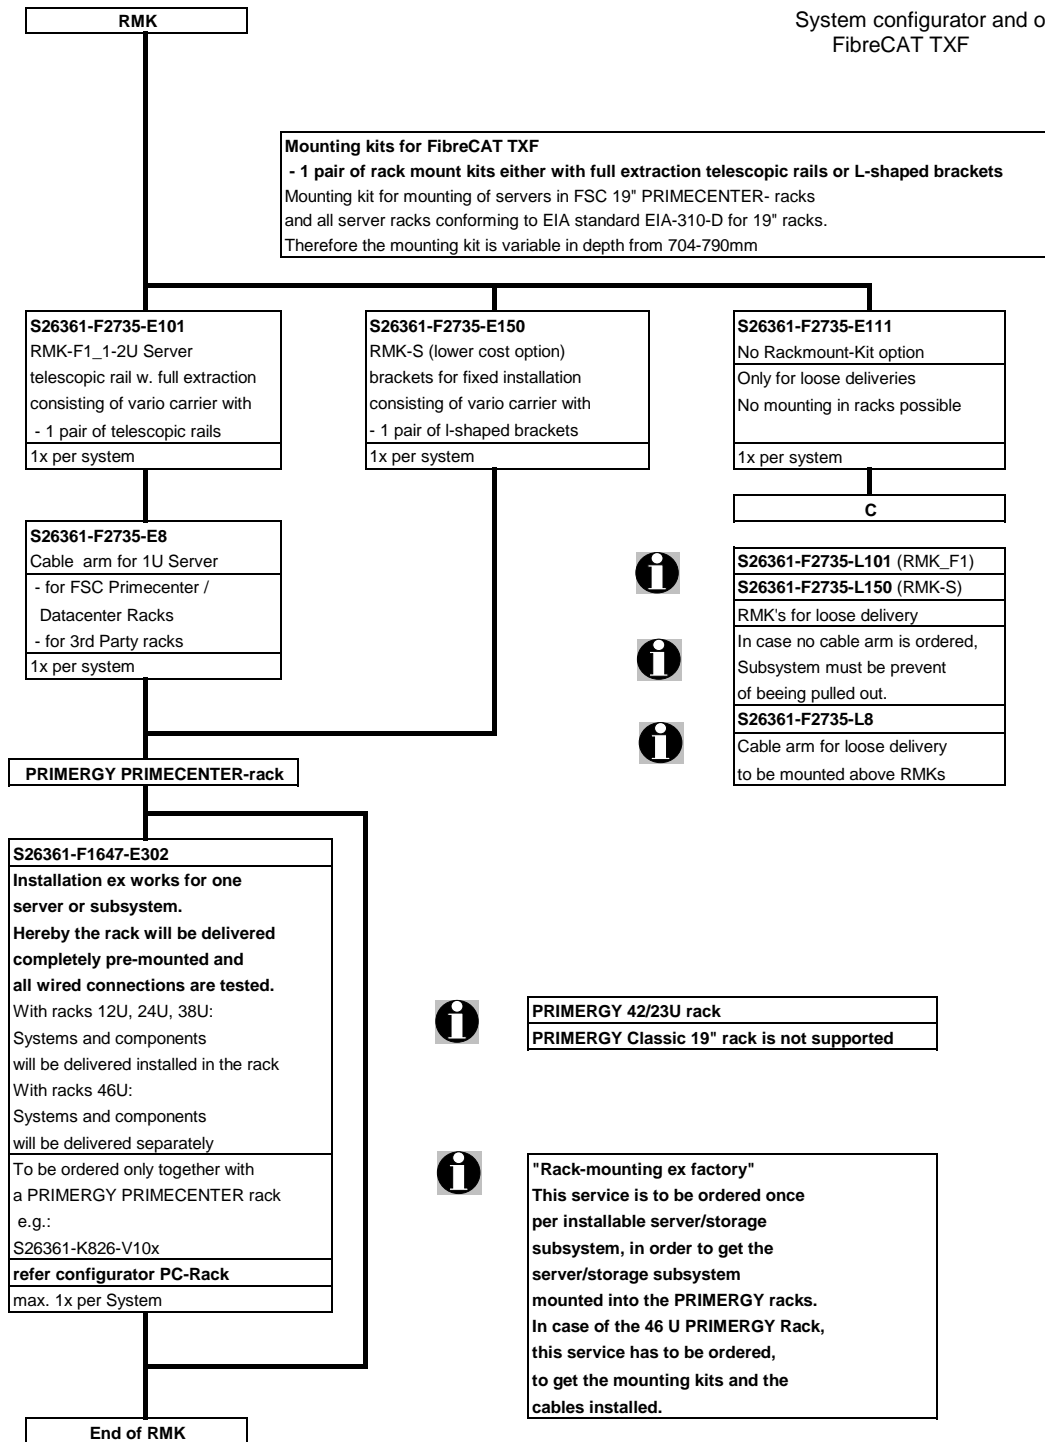 RMK
System configurator and o
FibreCAT TXF
Mounting kits for FibreCAT TXF
- 1 pair of rack mount kits either with full extraction telescopic rails or L-shaped brackets
Mounting kit for mounting of servers in FSC 19" PRIMECENTER- racks
and all server racks conforming to EIA standard EIA-310-D for 19" racks.
Therefore the mounting kit is variable in depth from 704-790mm
S26361-F2735-E101
RMK-F1_1-2U Server
telescopic rail w. full extraction
consisting of vario carrier with
- 1 pair of telescopic rails
1x per system
S26361-F2735-E150
RMK-S (lower cost option)
brackets for fixed installation
consisting of vario carrier with
- 1 pair of l-shaped brackets
1x per system
S26361-F2735-E111
No Rackmount-Kit option
Only for loose deliveries
No mounting in racks possible
1x per system
C
S26361-F2735-E8
Cable arm for 1U Server
- for FSC Primecenter /
Datacenter Racks
- for 3rd Party racks
1x per system
S26361-F2735-L101 (RMK_F1)
S26361-F2735-L150 (RMK-S)
RMK's for loose delivery
In case no cable arm is ordered,
Subsystem must be prevent
of beeing pulled out.
S26361-F2735-L8
Cable arm for loose delivery
to be mounted above RMKs
PRIMERGY PRIMECENTER-rack
S26361-F1647-E302
Installation ex works for one
server or subsystem.
Hereby the rack will be delivered
completely pre-mounted and
all wired connections are tested.
With racks 12U, 24U, 38U:
Systems and components
will be delivered installed in the rack
With racks 46U:
Systems and components
will be delivered separately
To be ordered only together with
a PRIMERGY PRIMECENTER rack
e.g.:
S26361-K826-V10x
refer configurator PC-Rack
max. 1x per System
PRIMERGY 42/23U rack
PRIMERGY Classic 19" rack is not supported
"Rack-mounting ex factory"
This service is to be ordered once
per installable server/storage
subsystem, in order to get the
server/storage subsystem
mounted into the PRIMERGY racks.
In case of the 46 U PRIMERGY Rack,
this service has to be ordered,
to get the mounting kits and the
cables installed.
End of RMK